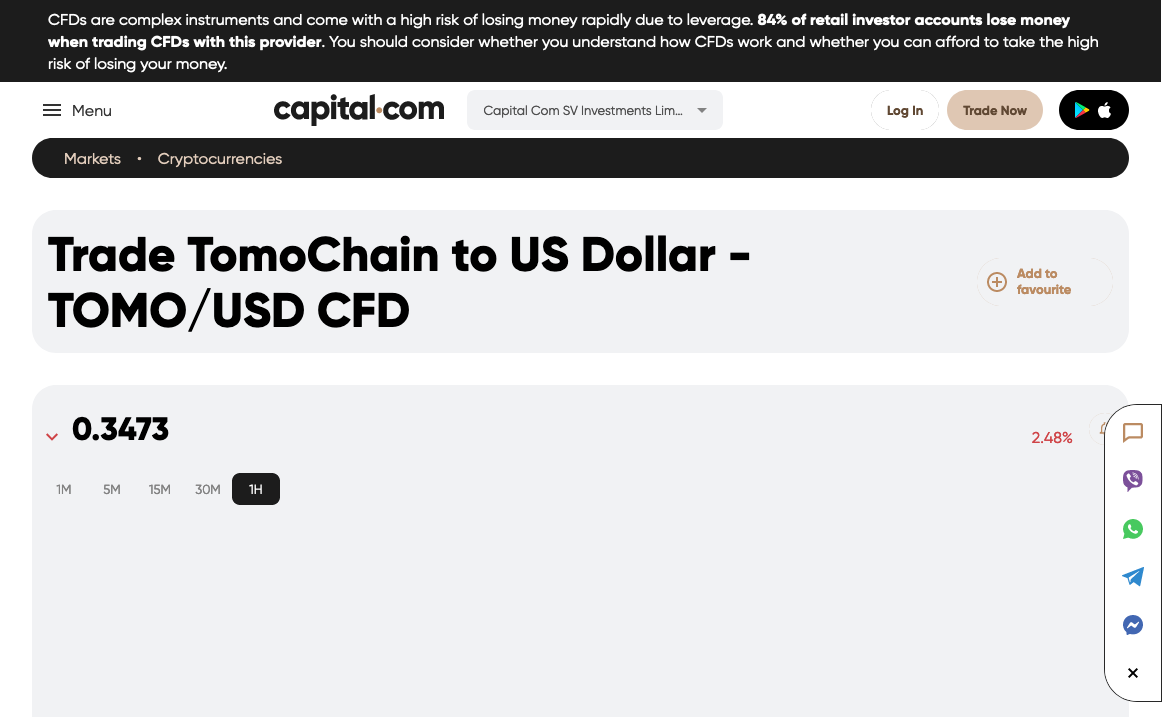 CFDs are complex instruments and come with a high risk of losing money rapidly due to leverage. 84% of retail investor accounts lose money
when trading CFDs with this provider. You should consider whether you understand how CFDs work and whether you can afford to take the high
risk of losing your money.
Menu
capital.com
Capital Com SV Investments Lim...
Log In
Trade Now
Markets • Cryptocurrencies
Trade TomoChain to US Dollar -
TOMO/USD CFD
Add to
favourite
0.3473
2.48%
1M 5M 15M 30M 1H